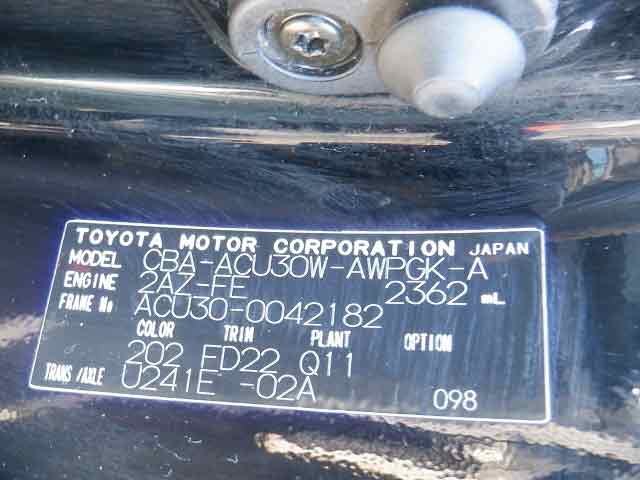 TOYOTA MOTOR CORPORATION JAPAN
MODEL CBA-ACU30W-AWPGK-A
ENGINE 2AZ-FE 2362 mL
FRAME No ACU30-0042182
COLOR TRIM PLANT OPTION
202 FD22 Q11
TRANS/AXLE U241E -02A
098